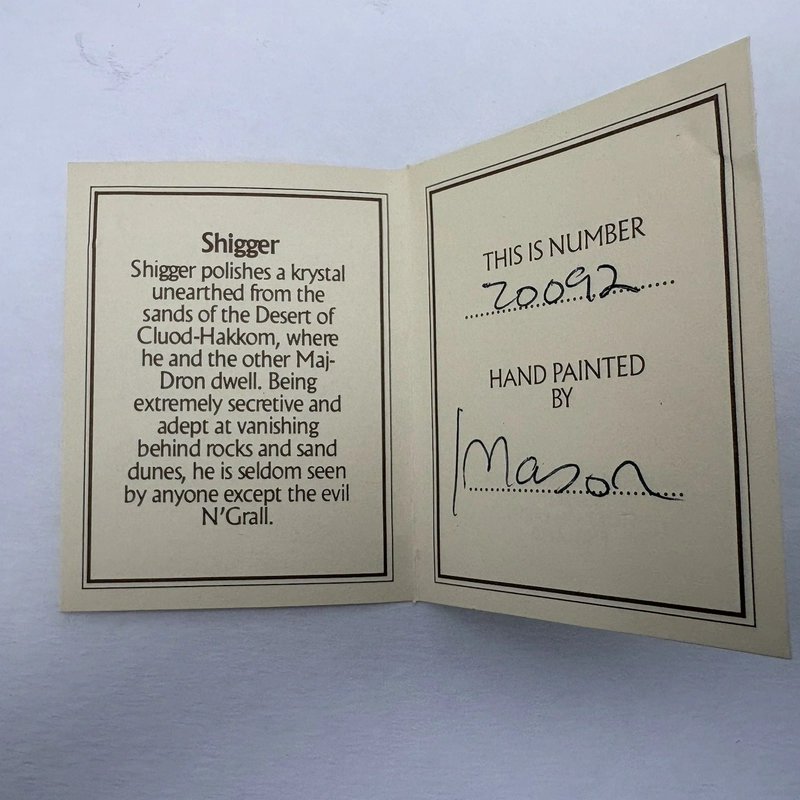 Shigger
Shigger polishes a krystal
unearthed from the
sands of the Desert of
Cluod-Hakkom, where
he and the other Maj-
Dron dwell. Being
extremely secretive and
adept at vanishing
behind rocks and sand
dunes, he is seldom seen
by anyone except the evil
N'Grall.
THIS IS NUMBER
20092
HAND PAINTED
BY
Mason